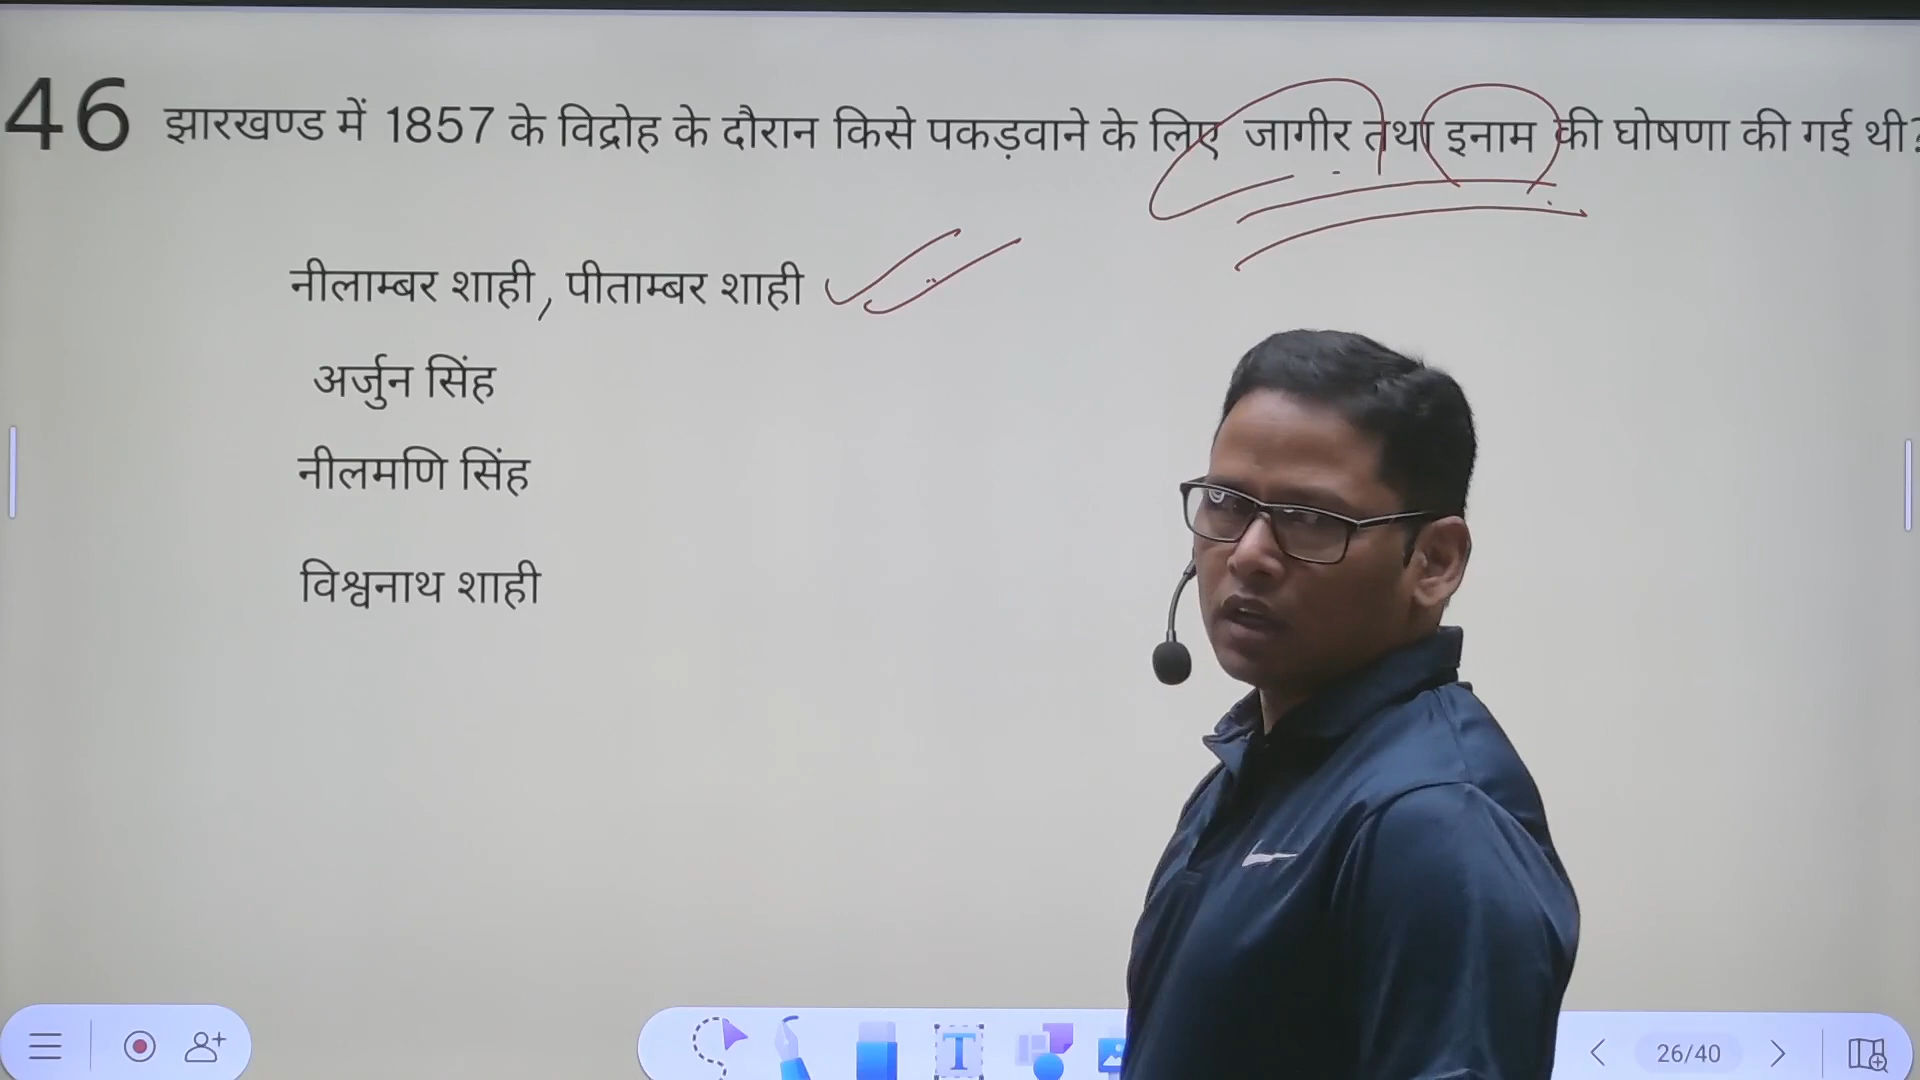 46 झारखण्ड में 1857 के विद्रोह के दौरान किसे पकड़वाने के लिए जागीर तथा इनाम की घोषणा की गई थी?
नीलाम्बर शाही, पीताम्बर शाही
अर्जुन सिंह
नीलमणि सिंह
विश्वनाथ शाही
T
26/40